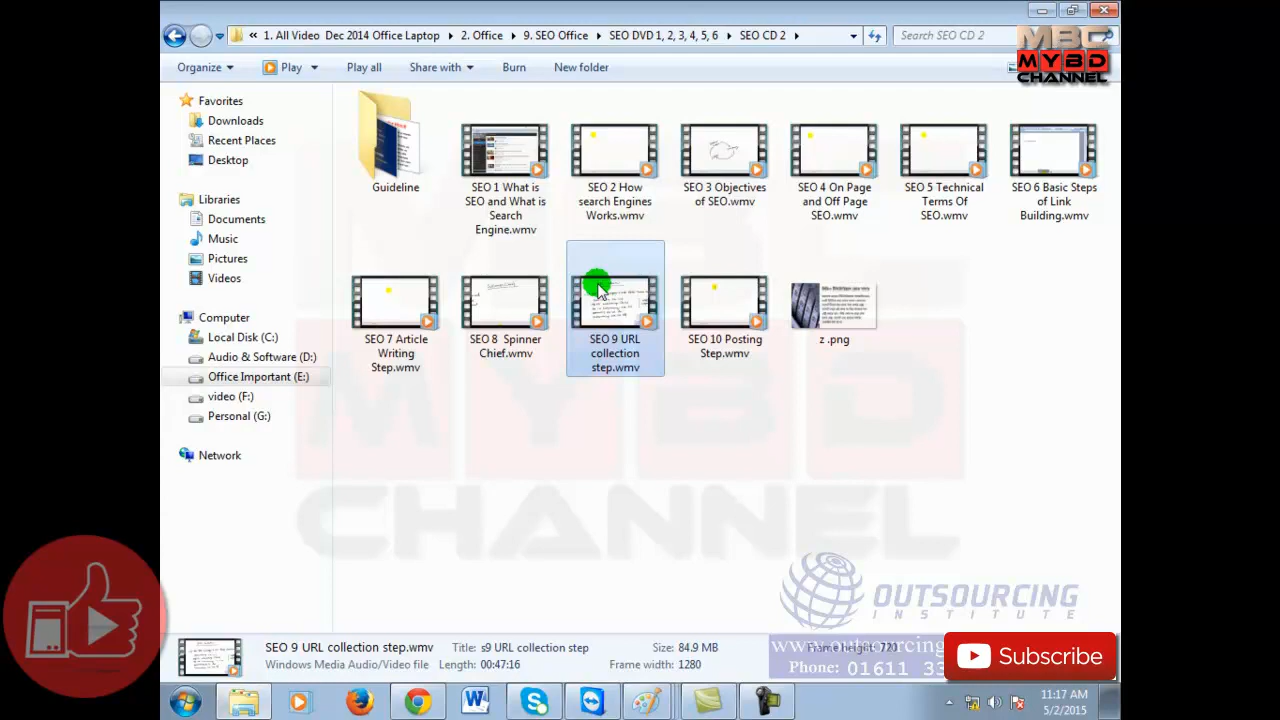 « 1. All Video Dec 2014 Office Laptop ▸ 2. Office ▸ 9. SEO Office ▸ SEO DVD 1, 2, 3, 4, 5, 6 ▸ SEO CD 2 ▸
Search SEO CD 2
MBC
MYBD
CHANNEL
Organize
Play
Play all
Share with
Burn
New folder
Favorites
Downloads
Recent Places
Desktop
Libraries
Documents
Music
Pictures
Videos
Computer
Local Disk (C:)
Audio & Software (D:)
Office Important (E:)
video (F:)
Personal (G:)
Network
Guideline
SEO 1 What is
SEO and What is
Search
Engine.wmv
SEO 2 How
search Engines
Works.wmv
SEO 3 Objectives
of SEO.wmv
SEO 4 On Page
and Off Page
SEO.wmv
SEO 5 Technical
Terms Of
SEO.wmv
SEO 6 Basic Steps
of Link
Building.wmv
SEO 7 Article
Writing
Step.wmv
SEO 8 Spinner
Chief.wmv
SEO 9 URL
collection
step.wmv
SEO 10 Posting
Step.wmv
z .png
MYBD
CHANNEL
OUTSOURCING
INSTITUTE
SEO 9 URL collection step.wmv
Windows Media Audio/Video file
Title: s9 URL collection step
Length: 00:47:16
Size: 84.9 MB
Frame width: 1280
Frame height: 720
www.outsourcing
Phone: 01611 33
Subscribe
11:17 AM
5/2/2015